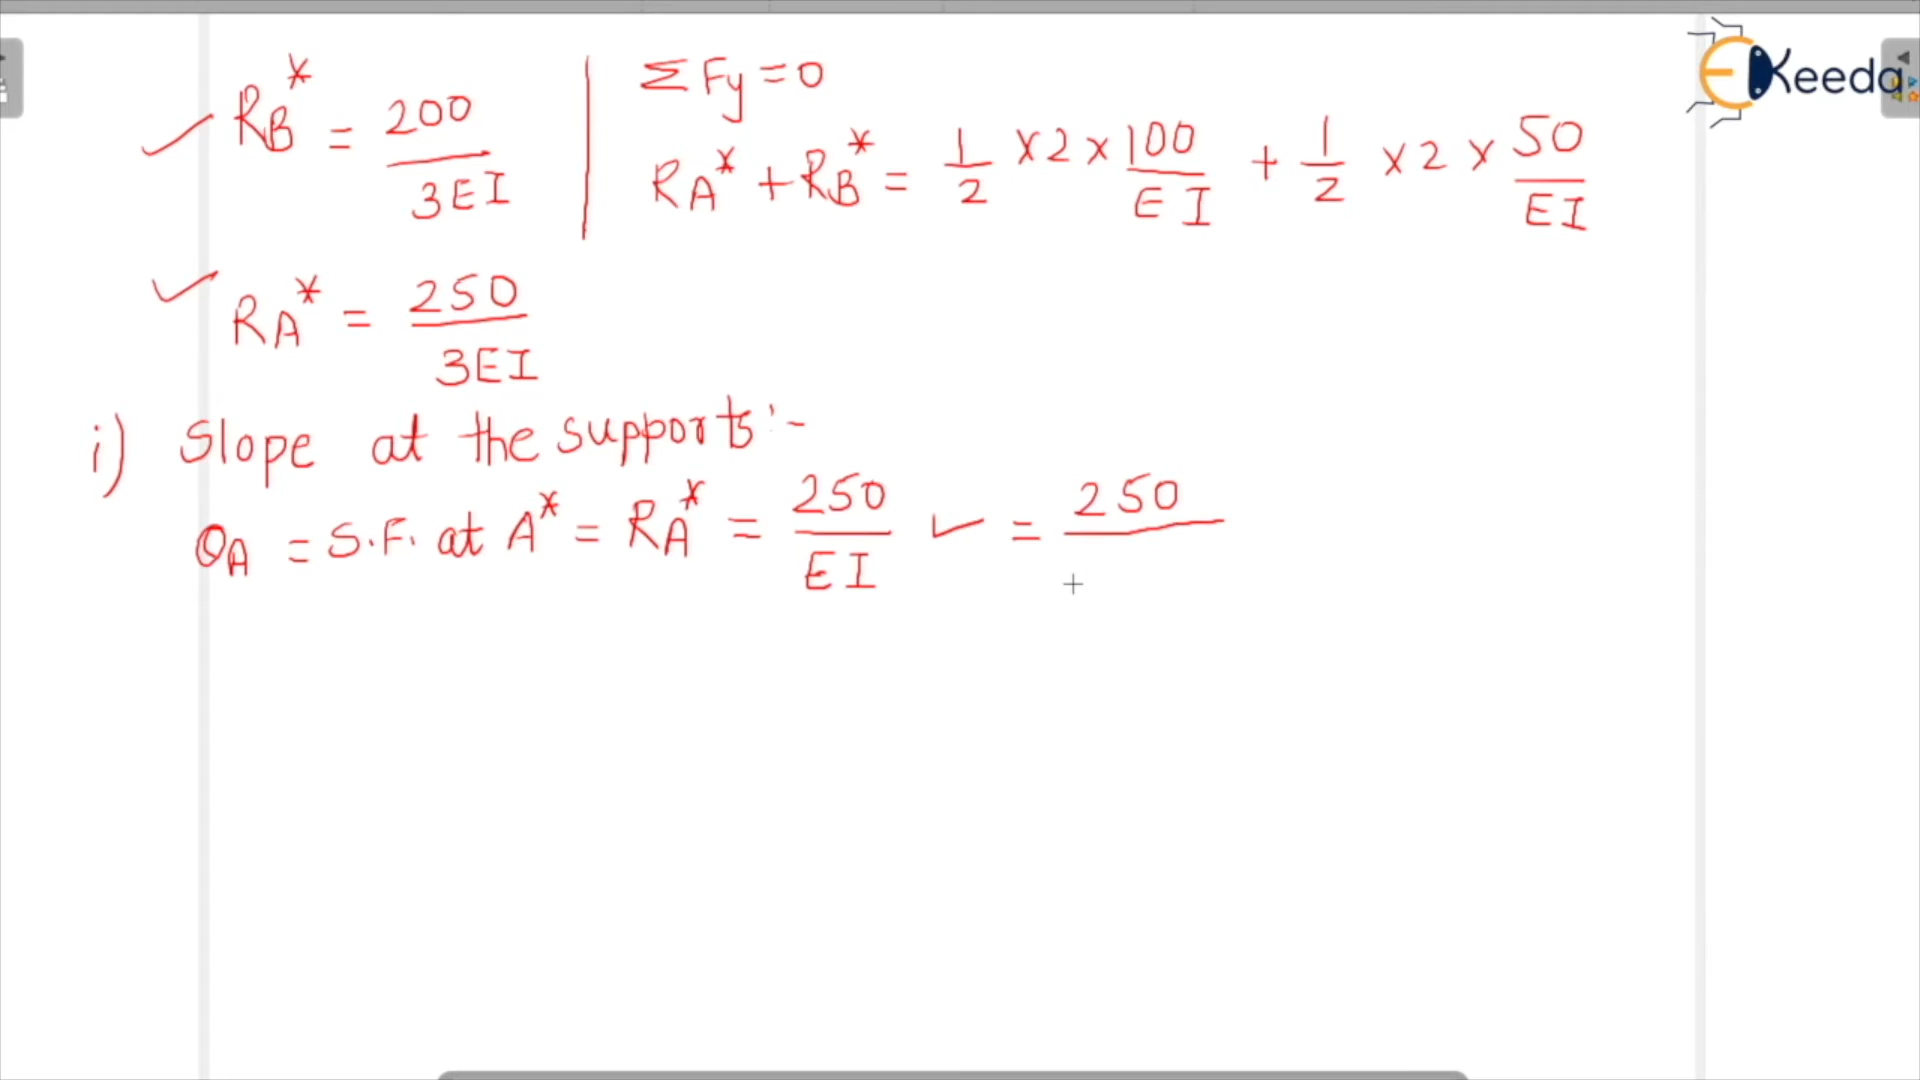 RB* = 200/3EI
ΣFy = 0
RA* + RB* = 1/2 × 2 × 100/EI + 1/2 × 2 × 50/EI
RA* = 250/3EI
i) Slope at the supports :-
θA = S.F. at A* = RA* = 250/EI ✓ = 250
EKeeda